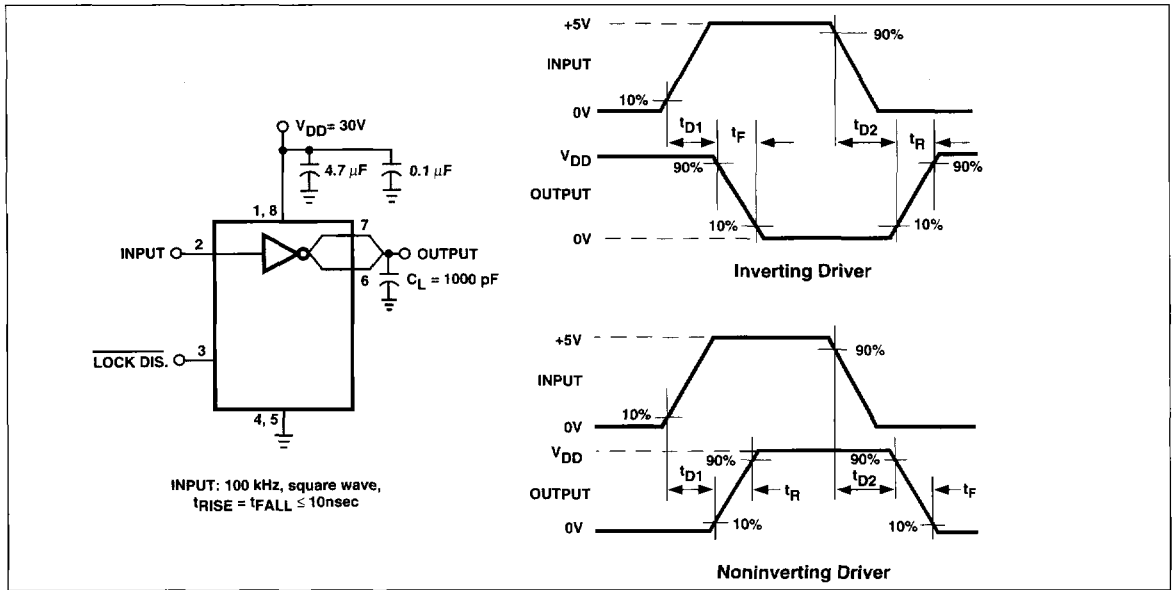 V_DD = 30V
4.7 µF
0.1 µF
1, 8
INPUT
2
7
OUTPUT
6
C_L = 1000 pF
LOCK DIS.
3
4, 5
INPUT: 100 kHz, square wave,
t_RISE = t_FALL ≤ 10nsec
+5V
90%
INPUT
10%
0V
t_D1
t_F
t_D2
t_R
V_DD
90%
90%
OUTPUT
10%
10%
0V
Inverting Driver
+5V
90%
INPUT
10%
0V
V_DD
90%
90%
t_D1
t_R
t_D2
t_F
OUTPUT
10%
10%
0V
Noninverting Driver